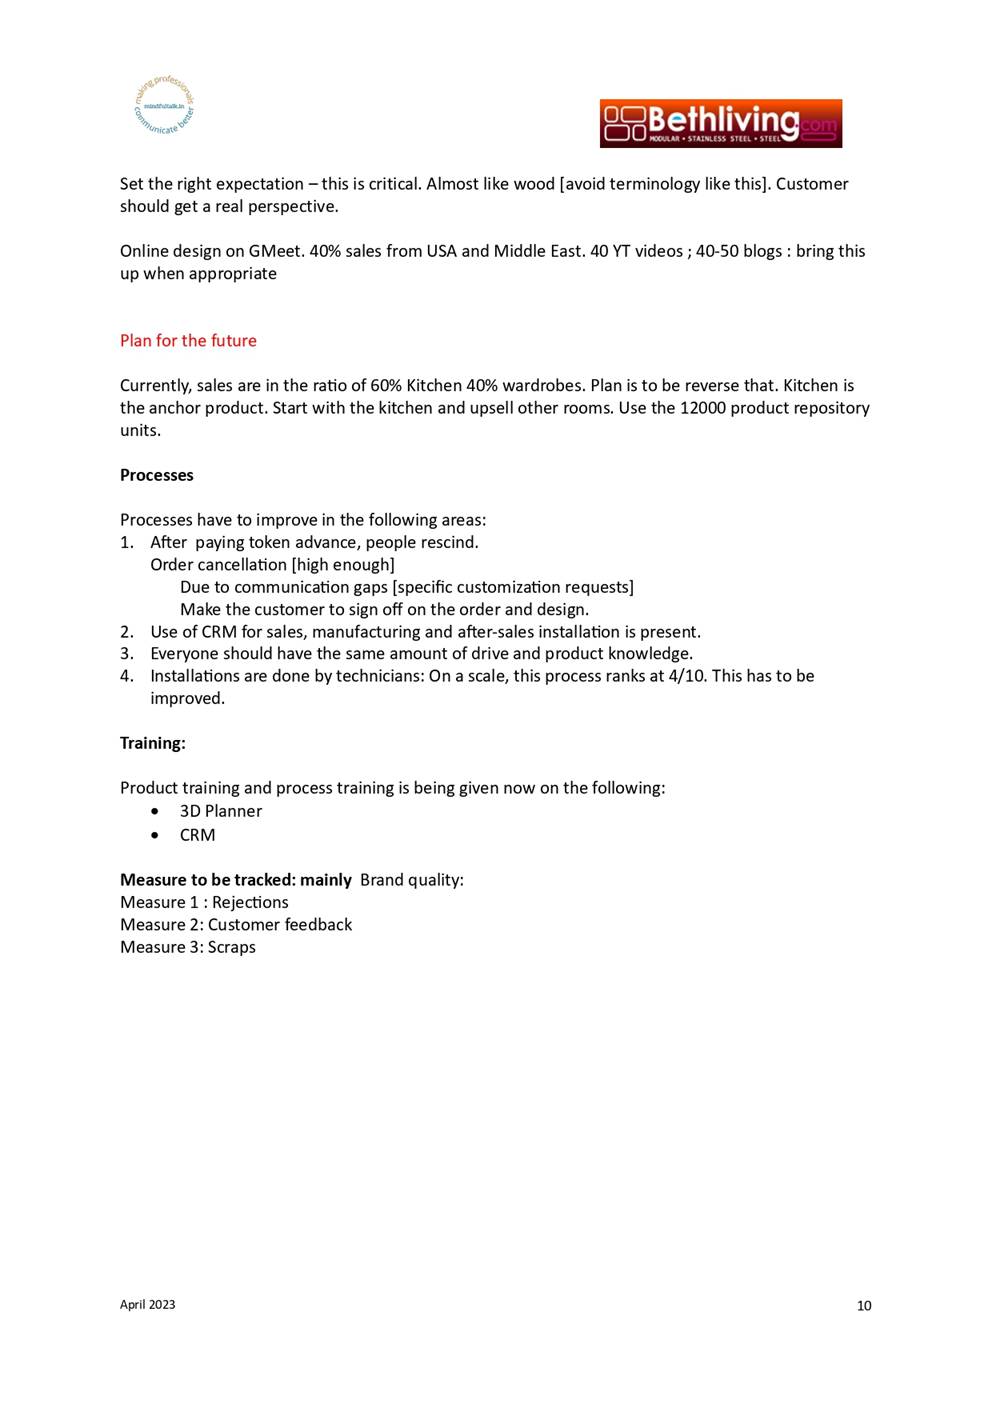 making professionals
mindfultalk.in
communicate better
Bethliving.com
MODULAR • STAINLESS STEEL • STEEL
Set the right expectation – this is critical. Almost like wood [avoid terminology like this]. Customer
should get a real perspective.
Online design on GMeet. 40% sales from USA and Middle East. 40 YT videos ; 40-50 blogs : bring this
up when appropriate
Plan for the future
Currently, sales are in the ratio of 60% Kitchen 40% wardrobes. Plan is to be reverse that. Kitchen is
the anchor product. Start with the kitchen and upsell other rooms. Use the 12000 product repository
units.
Processes
Processes have to improve in the following areas:
1. After  paying token advance, people rescind.
Order cancellation [high enough]
Due to communication gaps [specific customization requests]
Make the customer to sign off on the order and design.
2. Use of CRM for sales, manufacturing and after-sales installation is present.
3. Everyone should have the same amount of drive and product knowledge.
4. Installations are done by technicians: On a scale, this process ranks at 4/10. This has to be
improved.
Training:
Product training and process training is being given now on the following:
• 3D Planner
• CRM
Measure to be tracked: mainly  Brand quality:
Measure 1 : Rejections
Measure 2: Customer feedback
Measure 3: Scraps
April 2023
10